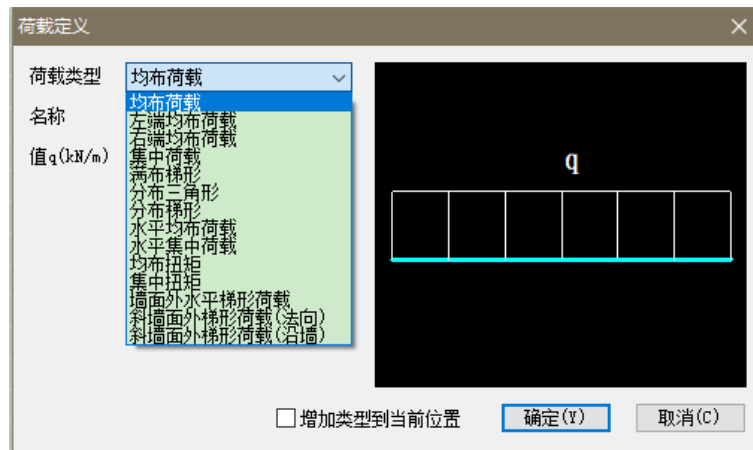 荷载定义
荷载类型
均布荷载
名称
值q(kN/m)
均布荷载
左端均布荷载
右端均布荷载
集中荷载
满布梯形
分布三角形
分布梯形
水平均布荷载
水平集中荷载
均布扭矩
集中扭矩
墙面外水平梯形荷载
斜墙面外梯形荷载(法向)
斜墙面外梯形荷载(沿墙)
q
增加类型到当前位置
确定(Y)
取消(C)